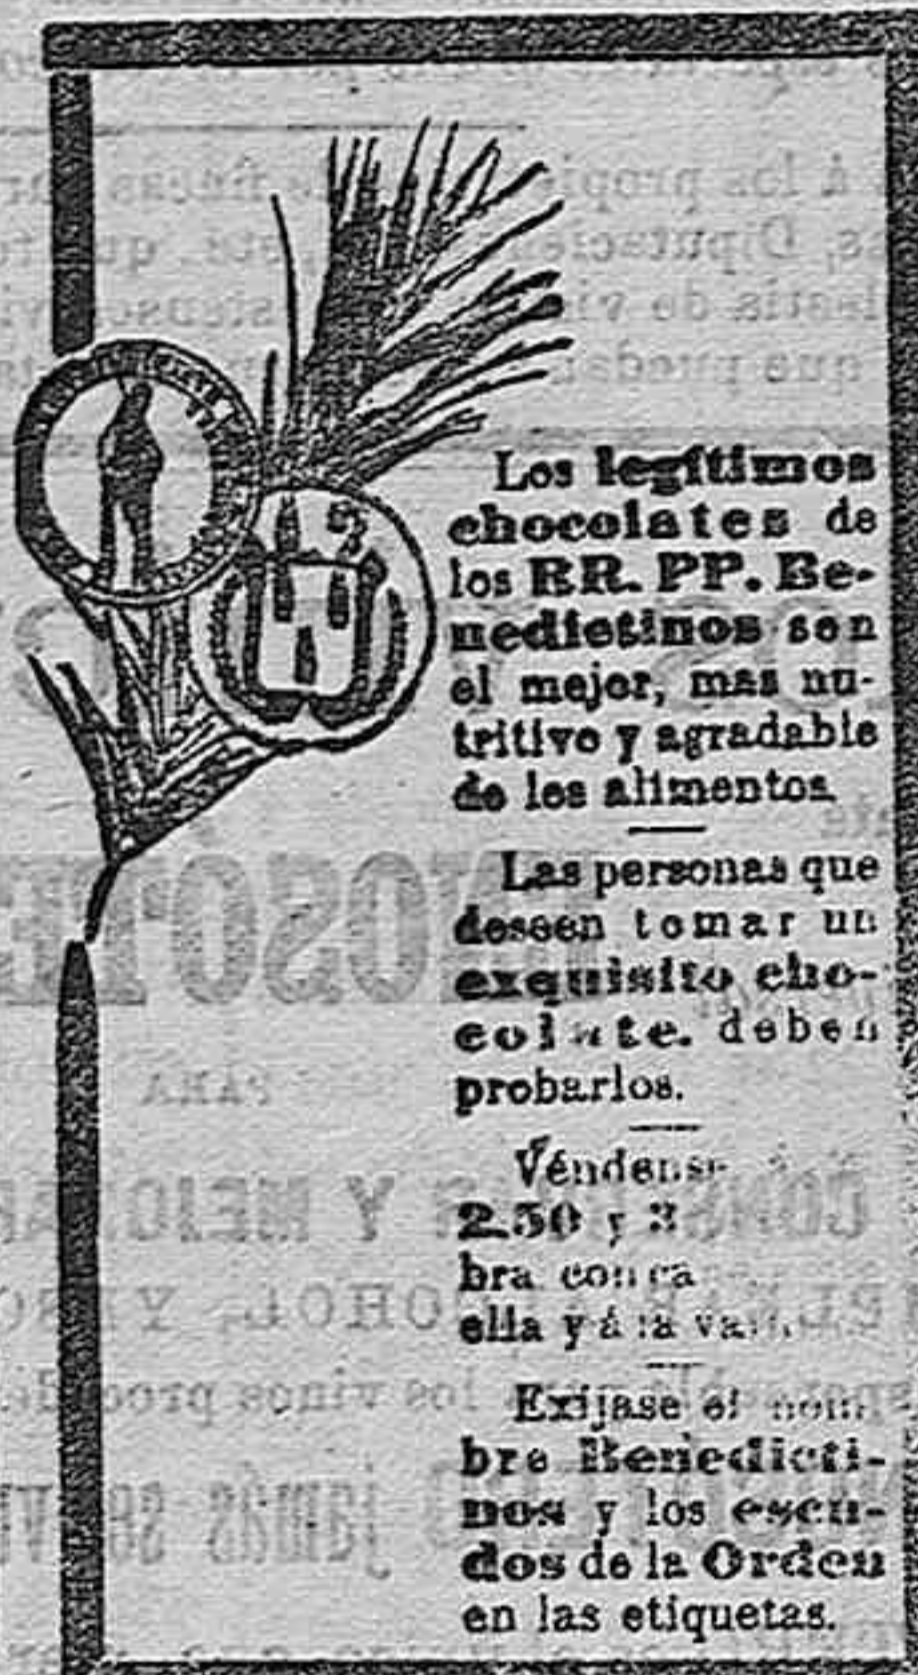 Los legítimos
chocolates de
los RR. PP. Be-
nedictinos son
el mejor, mas nu-
tritivo y agradable
de los alimentos.
Las personas que
deseen tomar un
exquisito cho-
colate. deben
probarlos.
Véndense
2.50 y 3
bra con ca
ella y á la
Exíjase el nom
bre Benedicti-
nos y los escu-
dos de la Orden
en las etiquetas.